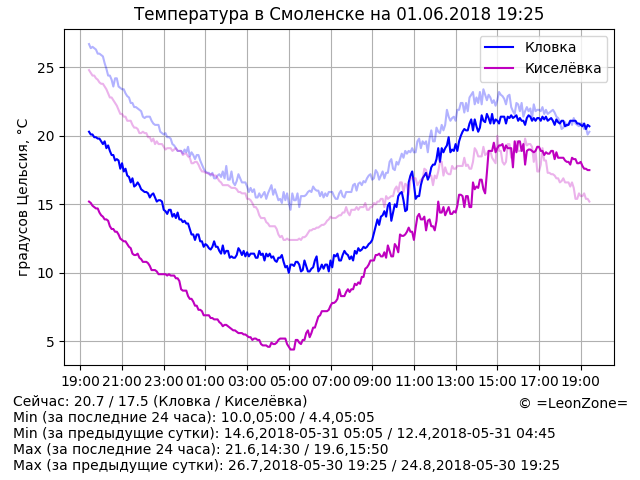 Температура в Смоленске на 01.06.2018 19:25
Кловка
Киселёвка
градусов Цельсия, °C
25
20
15
10
5
19:00 21:00 23:00 01:00 03:00 05:00 07:00 09:00 11:00 13:00 15:00 17:00 19:00
Сейчас: 20.7 / 17.5 (Кловка / Киселёвка)
© =LeonZone=
Min (за последние 24 часа): 10.0,05:00 / 4.4,05:05
Min (за предыдущие сутки): 14.6,2018-05-31 05:05 / 12.4,2018-05-31 04:45
Max (за последние 24 часа): 21.6,14:30 / 19.6,15:50
Max (за предыдущие сутки): 26.7,2018-05-30 19:25 / 24.8,2018-05-30 19:25